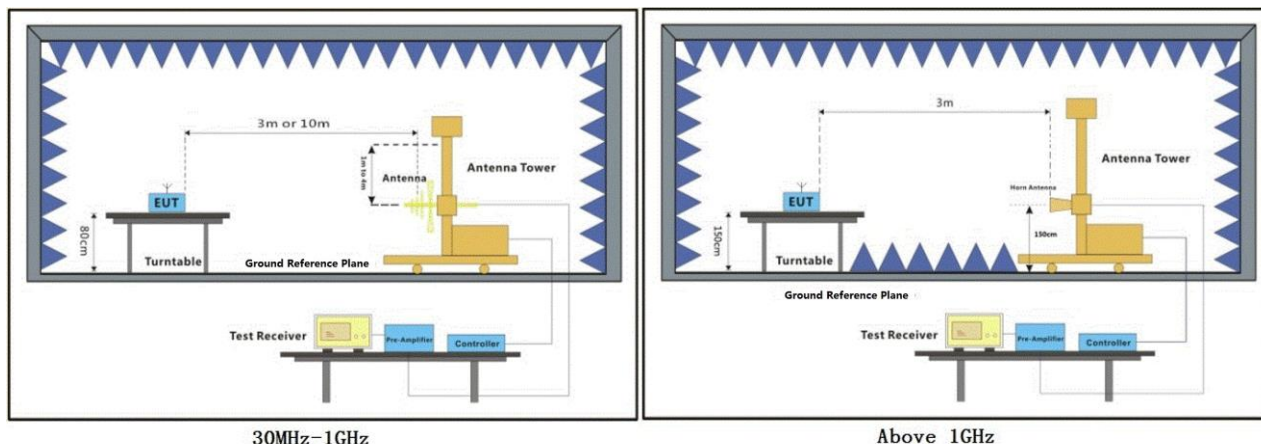 3m or 10m
1m to 4m
Antenna
Antenna Tower
EUT
80cm
Turntable
Ground Reference Plane
Test Receiver
Pre-Amplifier
Controller
30MHz-1GHz
3m
Antenna Tower
Horn Antenna
EUT
150cm
150cm
Turntable
Ground Reference Plane
Test Receiver
Pre-Amplifier
Controller
Above 1GHz